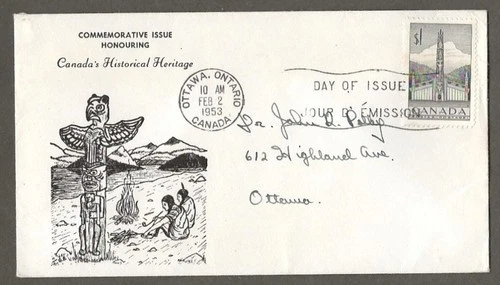 COMMEMORATIVE ISSUE
HONOURING
Canada's Historical Heritage
OTTAWA, ONTARIO
10 AM
FEB 2
1953
CANADA
DAY OF ISSUE
JOUR D'ÉMISSION
$1
CANADA
Dr.
612 Highland Ave.
Ottawa.